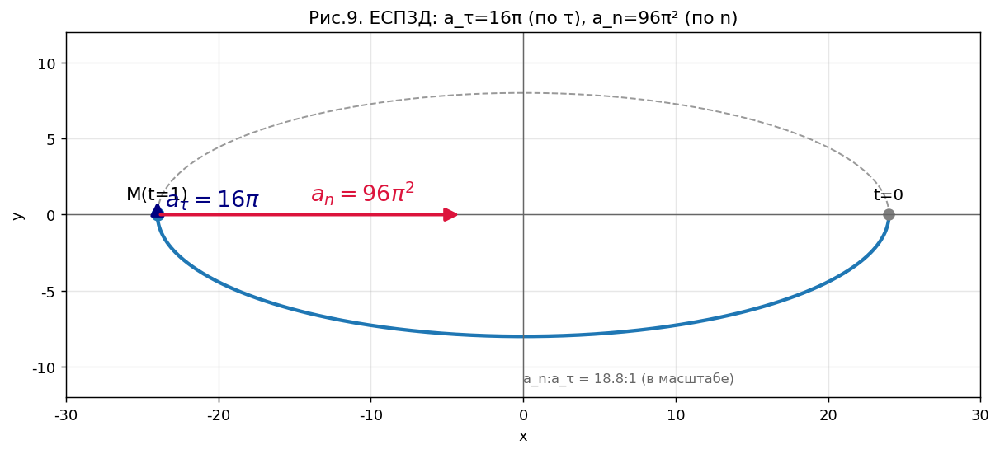 Рис.9. ЕСПЗД: a_τ=16π (по τ), a_n=96π² (по n)
y
10
5
0
-5
-10
M(t=1)
a_τ = 16π
a_n = 96π²
t=0
a_n:a_τ = 18.8:1 (в масштабе)
-30 -20 -10 0 10 20 30
x